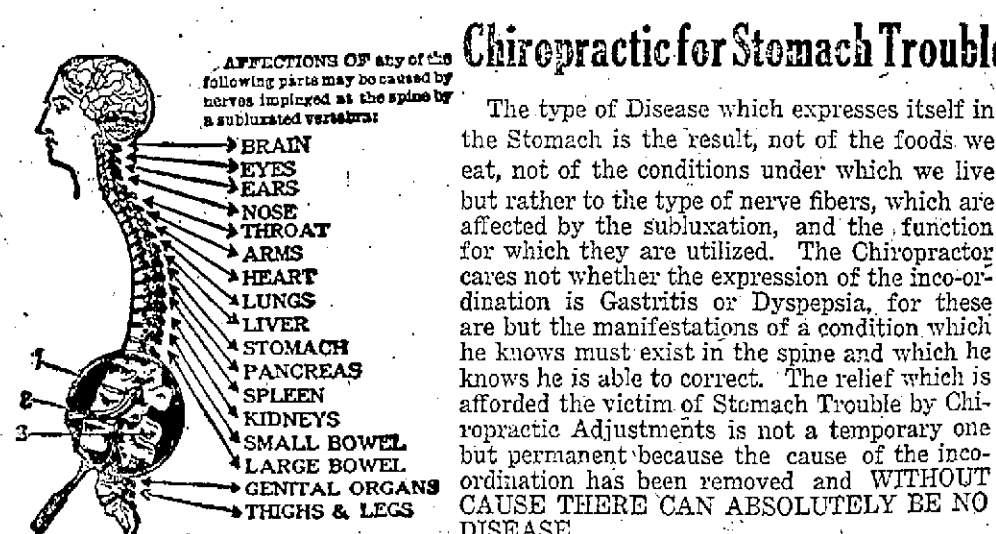 AFFECTIONS OF any of the
following parts may be caused by
nerves impinged at the spine by
a subluxated vertebra:
BRAIN
EYES
EARS
NOSE
THROAT
ARMS
HEART
LUNGS
LIVER
STOMACH
PANCREAS
SPLEEN
KIDNEYS
SMALL BOWEL
LARGE BOWEL
GENITAL ORGANS
THIGHS & LEGS
1
2
3
Chiropractic for Stomach Trouble
The type of Disease which expresses itself in
the Stomach is the result, not of the foods we
eat, not of the conditions under which we live
but rather to the type of nerve fibers, which are
affected by the subluxation, and the function
for which they are utilized. The Chiropractor
cares not whether the expression of the inco-or-
dination is Gastritis or Dyspepsia, for these
are but the manifestations of a condition which
he knows must exist in the spine and which he
knows he is able to correct. The relief which is
afforded the victim of Stomach Trouble by Chi-
ropractic Adjustments is not a temporary one
but permanent because the cause of the inco-
ordination has been removed and WITHOUT
CAUSE THERE CAN ABSOLUTELY BE NO
DISEASE